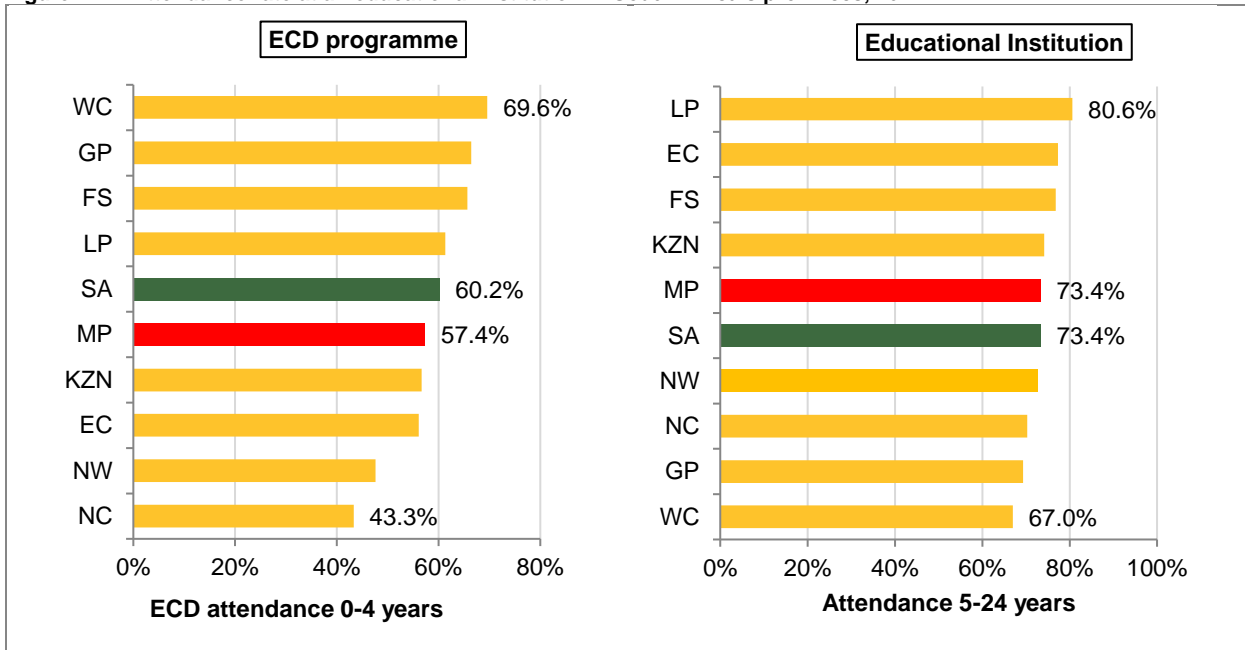 ECD programme
WC
69.6%
GP
FS
LP
SA
60.2%
MP
57.4%
KZN
EC
NW
NC
43.3%
0% 20% 40% 60% 80%
ECD attendance 0-4 years
Educational Institution
LP
80.6%
EC
FS
KZN
MP
73.4%
SA
73.4%
NW
NC
GP
WC
67.0%
0% 20% 40% 60% 80% 100%
Attendance 5-24 years